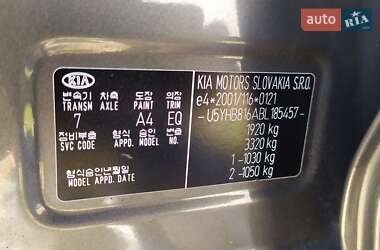 auto RIA
KIA
변속기 차축 도장 의장
TRANSM AXLE PAINT TRIM
7 A4 EQ
정비부호 형식 승인 번호
SVC CODE MODEL APPD. NO
형식승인년월일
MODEL APPD. DATE
KIA MOTORS SLOVAKIA S.R.O.
e4*2001/116*0121
-U5YHB816ABL185457-
1920 kg
3320 kg
1 -1030 kg
2 -1050 kg